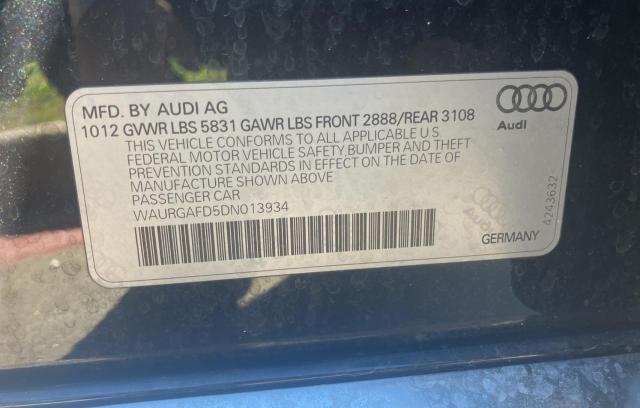 MFD. BY AUDI AG
1012 GVWR LBS 5831 GAWR LBS FRONT 2888/REAR 3108
THIS VEHICLE CONFORMS TO ALL APPLICABLE U S
FEDERAL MOTOR VEHICLE SAFETY BUMPER AND THEFT
PREVENTION STANDARDS IN EFFECT ON THE DATE OF
MANUFACTURE SHOWN ABOVE
PASSENGER CAR
WAURGAFD5DN013934
Audi
Audi
4243632
GERMANY